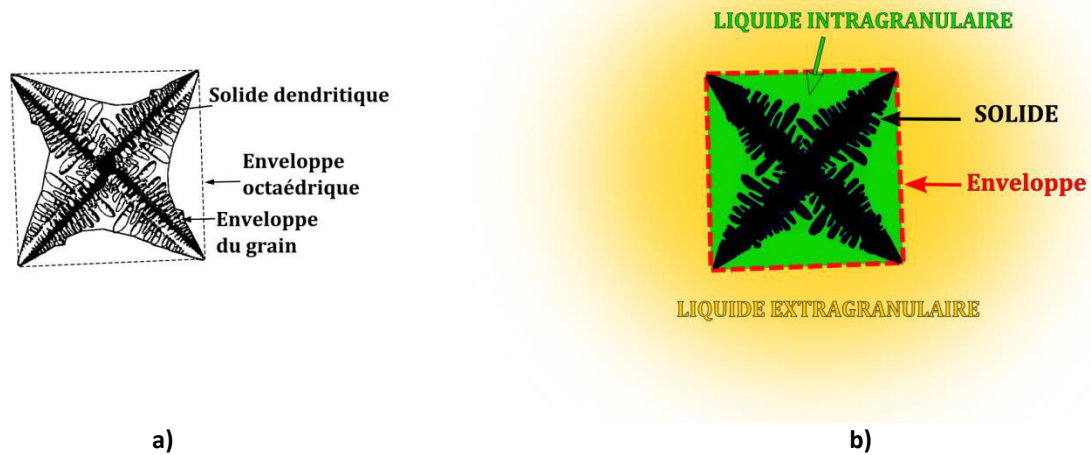 Solide dendritique
Enveloppe
octaédrique
Enveloppe
du grain
a)
LIQUIDE INTRAGRANULAIRE
SOLIDE
Enveloppe
LIQUIDE EXTRAGRANULAIRE
b)